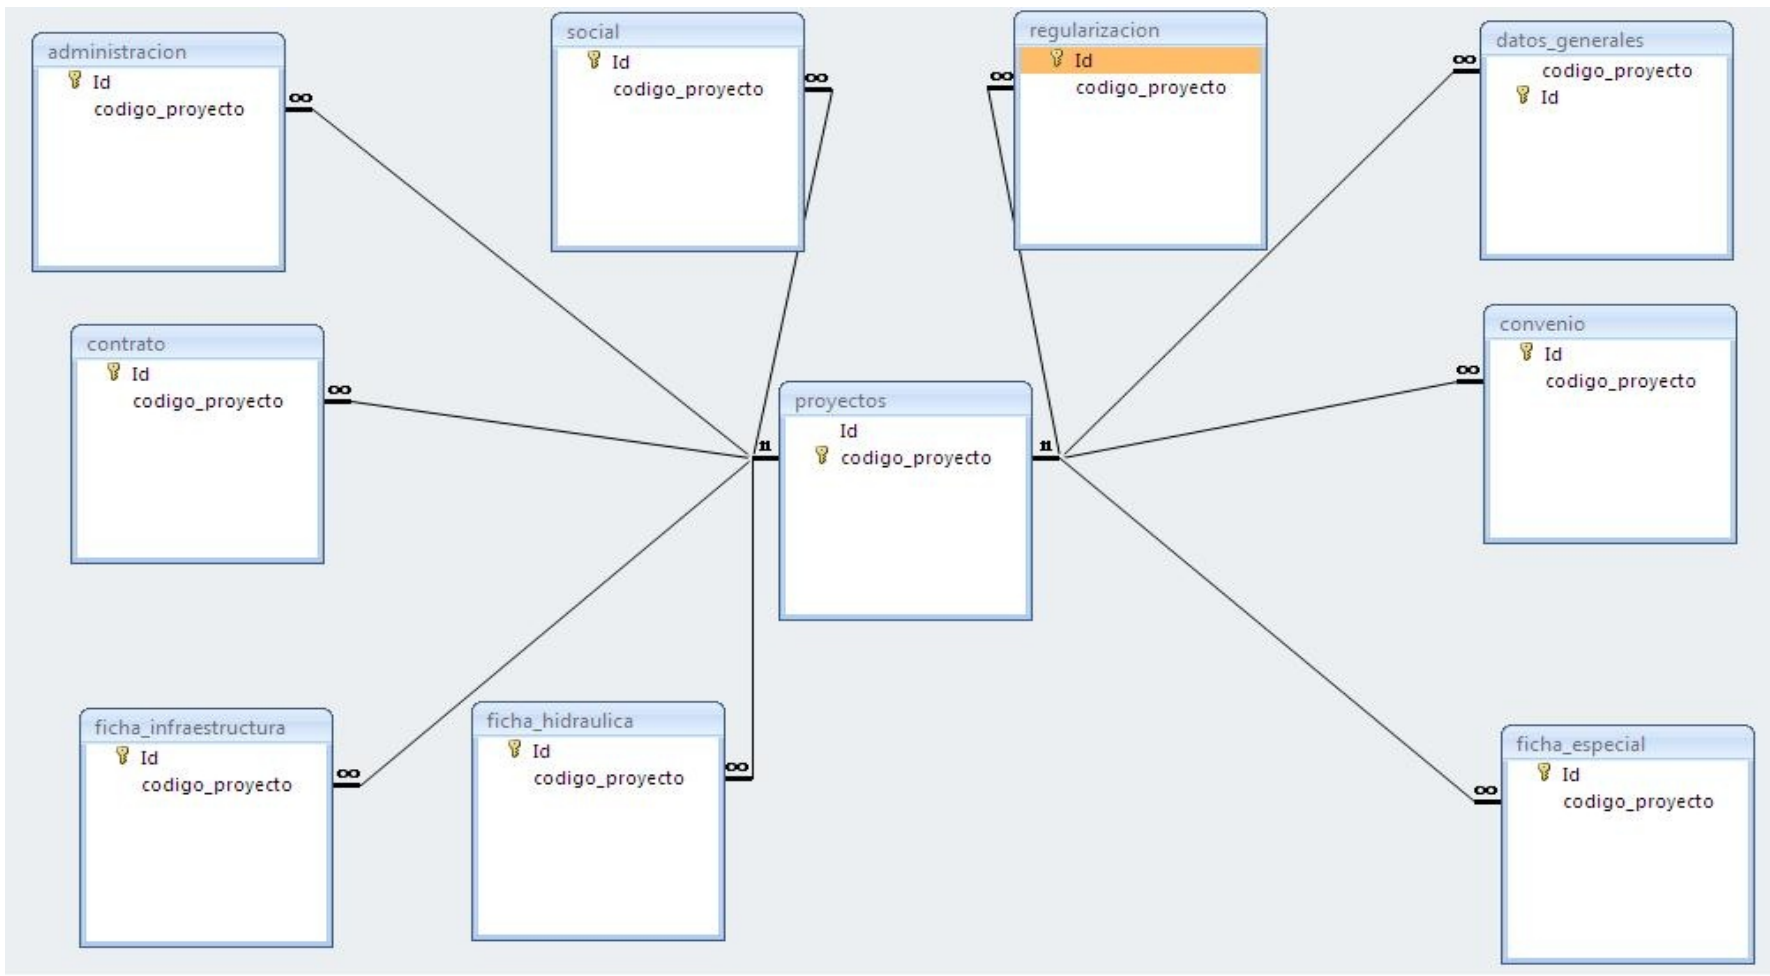 administracion
Id
codigo_proyecto
∞
social
Id
codigo_proyecto
∞
regularizacion
Id
codigo_proyecto
∞
datos_generales
codigo_proyecto
Id
∞
contrato
Id
codigo_proyecto
∞
proyectos
Id
codigo_proyecto
convenio
Id
codigo_proyecto
∞
ficha_infraestructura
Id
codigo_proyecto
∞
ficha_hidraulica
Id
codigo_proyecto
∞
ficha_especial
Id
codigo_proyecto
∞